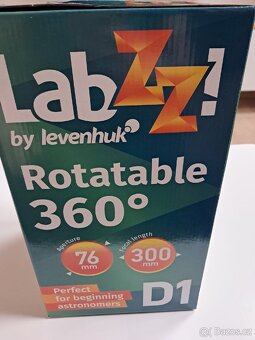 LabZZ!
by levenhuk
Rotatable
360°
Aperture
76
mm
Focal length
300
mm
Perfect
for beginning
astronomers
D1
Bazos.cz